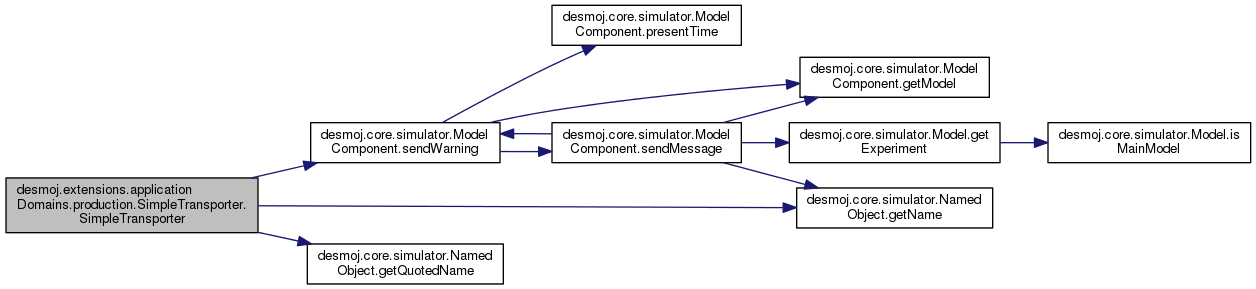 desmoj.core.simulator.Model
Component.presentTime
desmoj.core.simulator.Model
Component.getModel
desmoj.core.simulator.Model
Component.sendWarning
desmoj.core.simulator.Model
Component.sendMessage
desmoj.core.simulator.Model.get
Experiment
desmoj.core.simulator.Model.is
MainModel
desmoj.extensions.application
Domains.production.SimpleTransporter.
SimpleTransporter
desmoj.core.simulator.Named
Object.getName
desmoj.core.simulator.Named
Object.getQuotedName